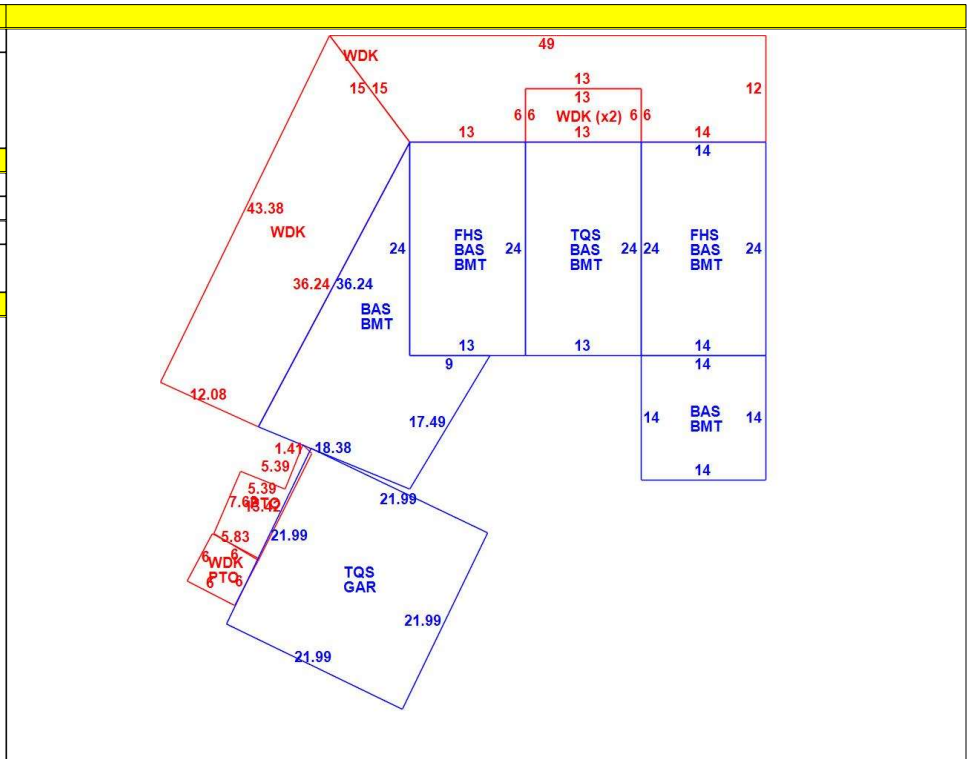 WDK
49
15 15
12
13
13
6 6
WDK (x2)
6 6
13
13
14
14
43.38
WDK
24
FHS
BAS
BMT
24
TQS
BAS
BMT
24 24
FHS
BAS
BMT
24
36.24 36.24
BAS
BMT
13
13
14
9
14
12.08
17.49
14
BAS
BMT
14
14
1.41
18.38
5.39
5.39
21.99
5.83
21.99
6 6
WDK
PTO
6 6
TQS
GAR
21.99
21.99